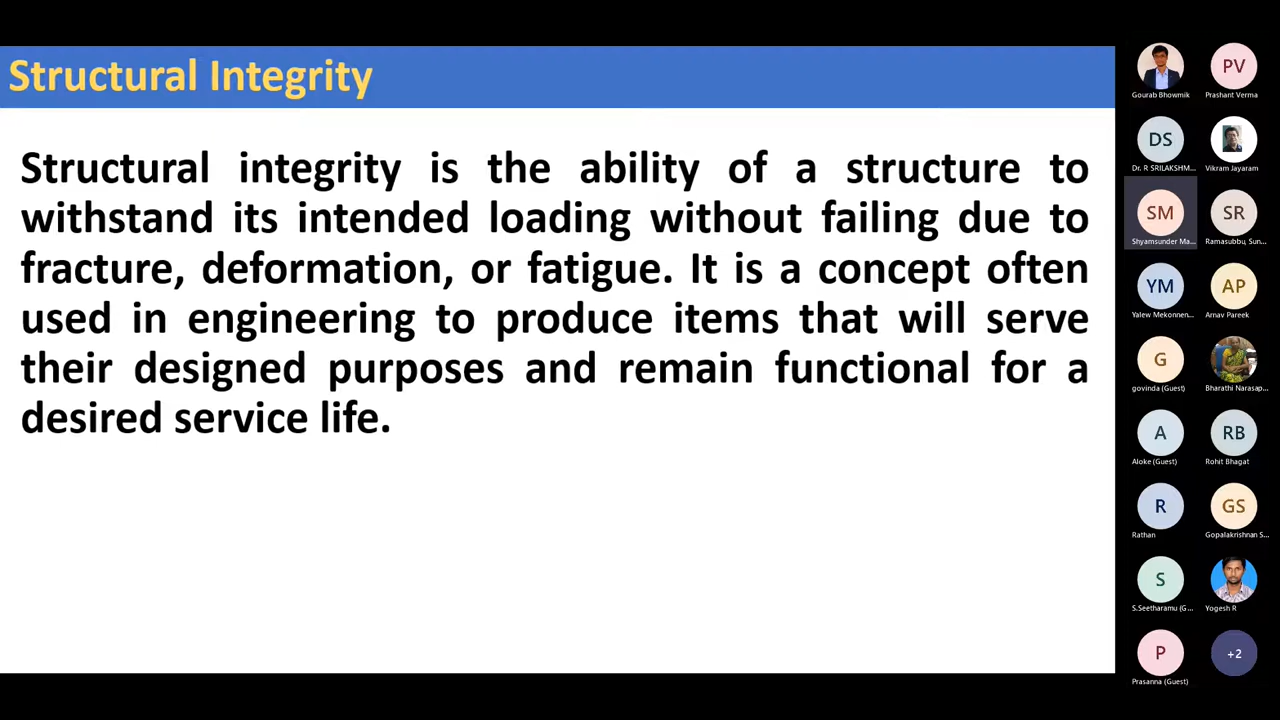 Structural Integrity
Structural integrity is the ability of a structure to
withstand its intended loading without failing due to
fracture, deformation, or fatigue. It is a concept often
used in engineering to produce items that will serve
their designed purposes and remain functional for a
desired service life.
Gourab Bhowmik
PV
Prashant Verma
DS
Dr. R SRILAKSHM...
Vikram Jayaram
SM
Shyamsunder Ma...
SR
Ramasubbu, Sun...
YM
Yalew Mekonnen...
AP
Arnav Pareek
G
govinda (Guest)
Bharathi Narasap...
A
Aloke (Guest)
RB
Rohit Bhagat
R
Rathan
GS
Gopalakrishnan S...
S
S.Seetharamu (G...
Yogesh R
P
Prasanna (Guest)
+2